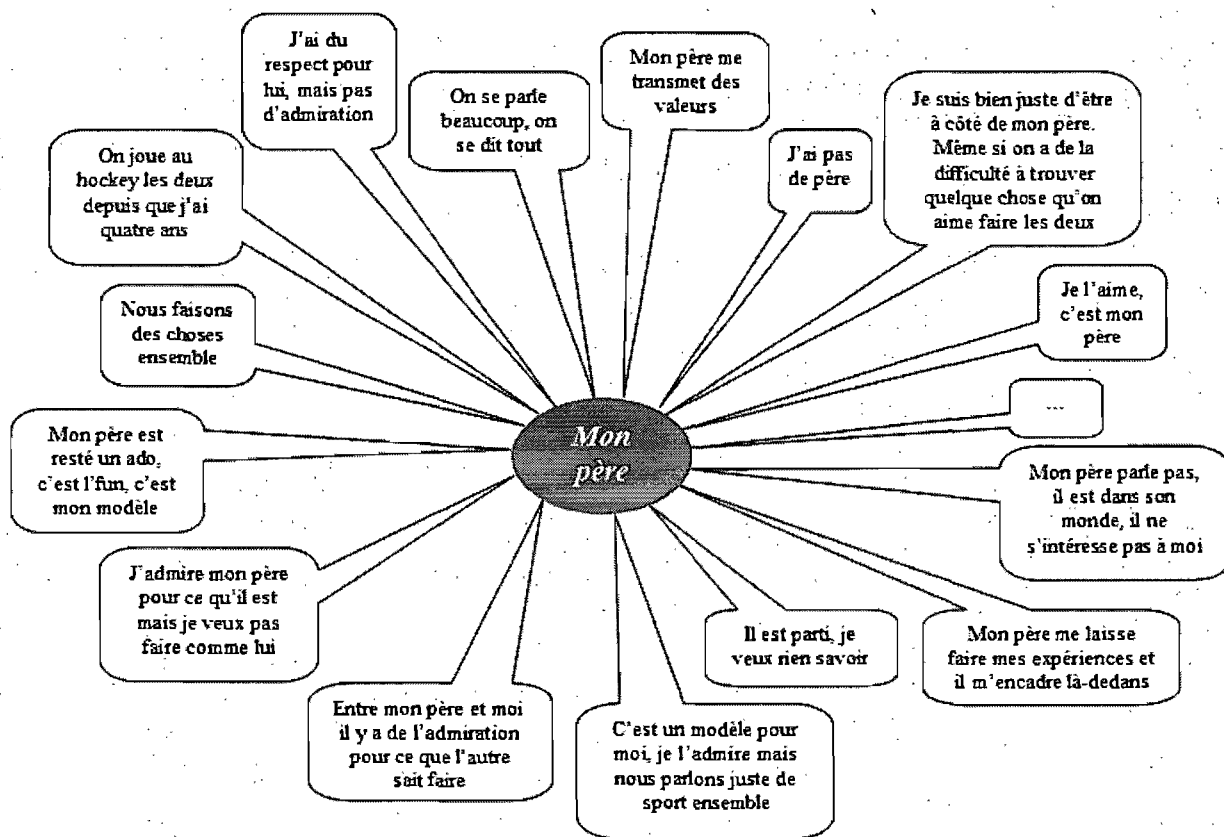 J'ai du
respect pour
lui, mais pas
d'admiration
On se parle
beaucoup, on
se dit tout
Mon père me
transmet des
valeurs
J'ai pas
de père
Je suis bien juste d'être
à côté de mon père.
Même si on a de la
difficulté à trouver
quelque chose qu'on
aime faire les deux
On joue au
hockey les deux
depuis que j'ai
quatre ans
Je l'aime,
c'est mon
père
Nous faisons
des choses
ensemble
...
Mon
père
Mon père est
resté un ado,
c'est l'fun, c'est
mon modèle
Mon père parle pas,
il est dans son
monde, il ne
s'intéresse pas à moi
J'admire mon père
pour ce qu'il est
mais je veux pas
faire comme lui
Il est parti, je
veux rien savoir
Mon père me laisse
faire mes expériences et
il m'encadre là-dedans
Entre mon père et moi
il y a de l'admiration
pour ce que l'autre
sait faire
C'est un modèle pour
moi, je l'admire mais
nous parlons juste de
sport ensemble